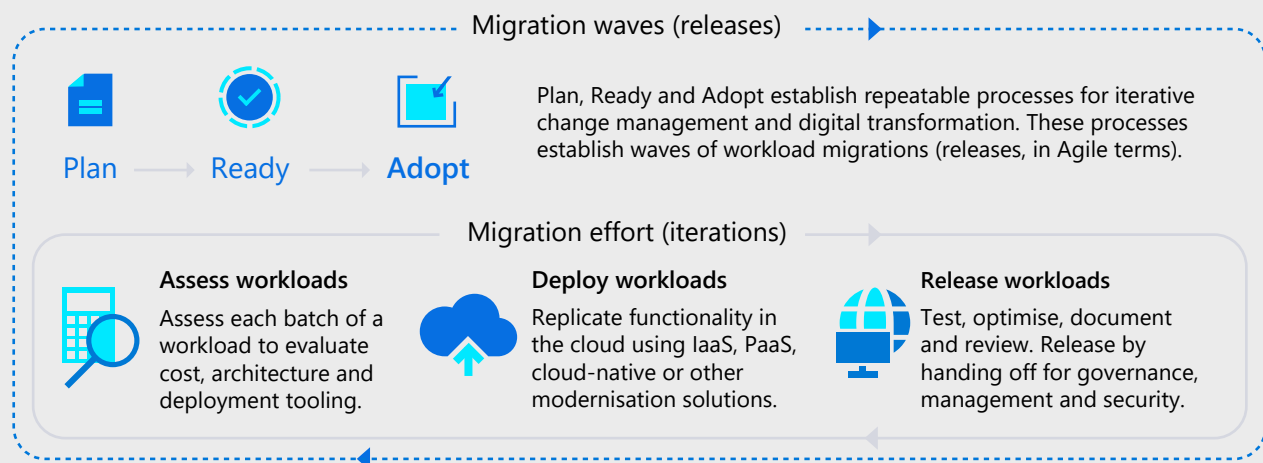 Migration waves (releases)
Plan
Ready
Adopt
Plan, Ready and Adopt establish repeatable processes for iterative
change management and digital transformation. These processes
establish waves of workload migrations (releases, in Agile terms).
Migration effort (iterations)
Assess workloads
Assess each batch of a
workload to evaluate
cost, architecture and
deployment tooling.
Deploy workloads
Replicate functionality in
the cloud using IaaS, PaaS,
cloud-native or other
modernisation solutions.
Release workloads
Test, optimise, document
and review. Release by
handing off for governance,
management and security.